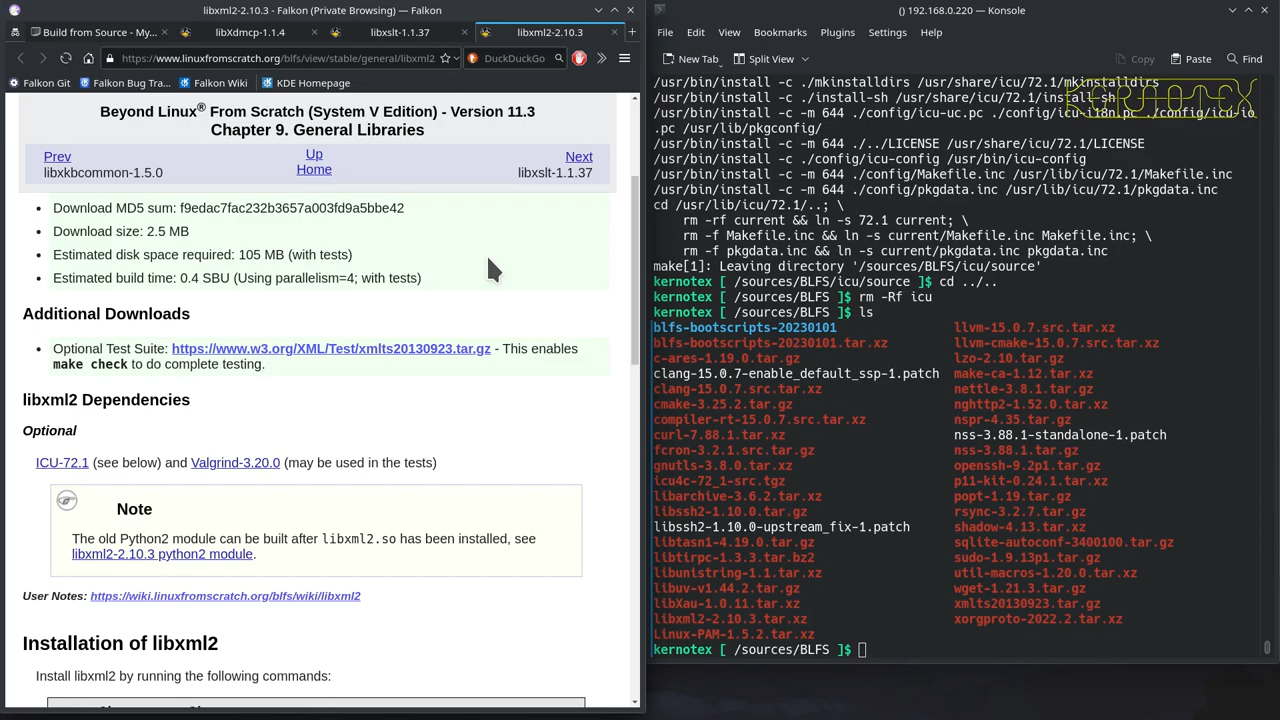 libxml2-2.10.3 - Falkon (Private Browsing) — Falkon
Build from Source - My...
libXdmcp-1.1.4
libxslt-1.1.37
libxml2-2.10.3
https://www.linuxfromscratch.org/blfs/view/stable/general/libxml2
DuckDuckGo
Falkon Git
Falkon Bug Tra...
Falkon Wiki
KDE Homepage
Beyond Linux® From Scratch (System V Edition) - Version 11.3
Chapter 9. General Libraries
Prev
Up
Next
libxkbcommon-1.5.0
Home
libxslt-1.1.37
• Download MD5 sum: f9edac7fac232b3657a003fd9a5bbe42
• Download size: 2.5 MB
• Estimated disk space required: 105 MB (with tests)
• Estimated build time: 0.4 SBU (Using parallelism=4; with tests)
Additional Downloads
• Optional Test Suite: https://www.w3.org/XML/Test/xmlts20130923.tar.gz - This enables
make check to do complete testing.
libxml2 Dependencies
Optional
ICU-72.1 (see below) and Valgrind-3.20.0 (may be used in the tests)
Note
The old Python2 module can be built after libxml2.so has been installed, see
libxml2-2.10.3 python2 module.
User Notes: https://wiki.linuxfromscratch.org/blfs/wiki/libxml2
Installation of libxml2
Install libxml2 by running the following commands:
() 192.168.0.220 — Konsole
File Edit View Bookmarks Plugins Settings Help
New Tab Split View Copy Paste Find
KERNOTEX
/usr/bin/install -c ./mkinstalldirs /usr/share/icu/72.1/mkinstalldirs
/usr/bin/install -c ./install-sh /usr/share/icu/72.1/install-sh
/usr/bin/install -c -m 644 ./config/icu-uc.pc ./config/icu-i18n.pc ./config/icu-io
.pc /usr/lib/pkgconfig/
/usr/bin/install -c -m 644 ./../LICENSE /usr/share/icu/72.1/LICENSE
/usr/bin/install -c ./config/icu-config /usr/bin/icu-config
/usr/bin/install -c -m 644 ./config/Makefile.inc /usr/lib/icu/72.1/Makefile.inc
/usr/bin/install -c -m 644 ./config/pkgdata.inc /usr/lib/icu/72.1/pkgdata.inc
cd /usr/lib/icu/72.1/..; \
rm -rf current && ln -s 72.1 current; \
rm -f Makefile.inc && ln -s current/Makefile.inc Makefile.inc; \
rm -f pkgdata.inc && ln -s current/pkgdata.inc pkgdata.inc
make[1]: Leaving directory '/sources/BLFS/icu/source'
kernotex [ /sources/BLFS/icu/source ]$ cd ../..
kernotex [ /sources/BLFS ]$ rm -Rf icu
kernotex [ /sources/BLFS ]$ ls
blfs-bootscripts-20230101 llvm-15.0.7.src.tar.xz
blfs-bootscripts-20230101.tar.xz llvm-cmake-15.0.7.src.tar.xz
c-ares-1.19.0.tar.gz lzo-2.10.tar.gz
clang-15.0.7-enable_default_ssp-1.patch make-ca-1.12.tar.xz
clang-15.0.7.src.tar.xz nettle-3.8.1.tar.gz
cmake-3.25.2.tar.gz nghttp2-1.52.0.tar.xz
compiler-rt-15.0.7.src.tar.xz nspr-4.35.tar.gz
curl-7.88.1.tar.xz nss-3.88.1-standalone-1.patch
fcron-3.2.1.src.tar.gz nss-3.88.1.tar.gz
gnutls-3.8.0.tar.xz openssh-9.2p1.tar.gz
icu4c-72_1-src.tgz p11-kit-0.24.1.tar.xz
libarchive-3.6.2.tar.xz popt-1.19.tar.gz
libssh2-1.10.0.tar.gz rsync-3.2.7.tar.gz
libssh2-1.10.0-upstream_fix-1.patch shadow-4.13.tar.xz
libtasn1-4.19.0.tar.gz sqlite-autoconf-3400100.tar.gz
libtirpc-1.3.3.tar.bz2 sudo-1.9.13p1.tar.gz
libunistring-1.1.tar.xz util-macros-1.20.0.tar.xz
libuv-v1.44.2.tar.gz wget-1.21.3.tar.gz
libXau-1.0.11.tar.xz xmlts20130923.tar.gz
libxml2-2.10.3.tar.xz xorgproto-2022.2.tar.xz
Linux-PAM-1.5.2.tar.xz
kernotex [ /sources/BLFS ]$